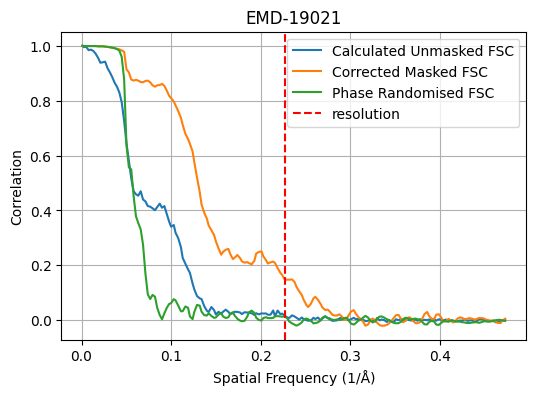 EMD-19021
Calculated Unmasked FSC
Corrected Masked FSC
Phase Randomised FSC
resolution
Correlation
1.0
0.8
0.6
0.4
0.2
0.0
0.0 0.1 0.2 0.3 0.4
Spatial Frequency (1/Å)